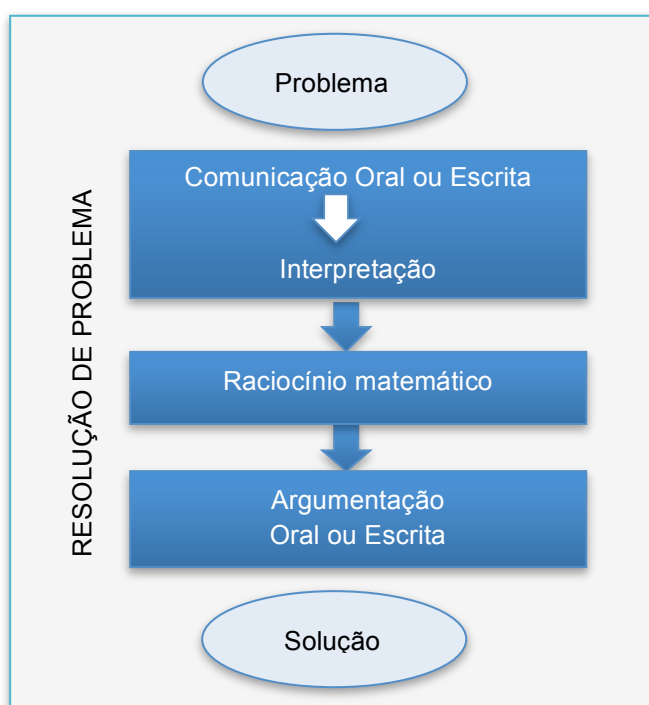 RESOLUÇÃO DE PROBLEMA
Problema
Comunicação Oral ou Escrita
Interpretação
Raciocínio matemático
Argumentação
Oral ou Escrita
Solução